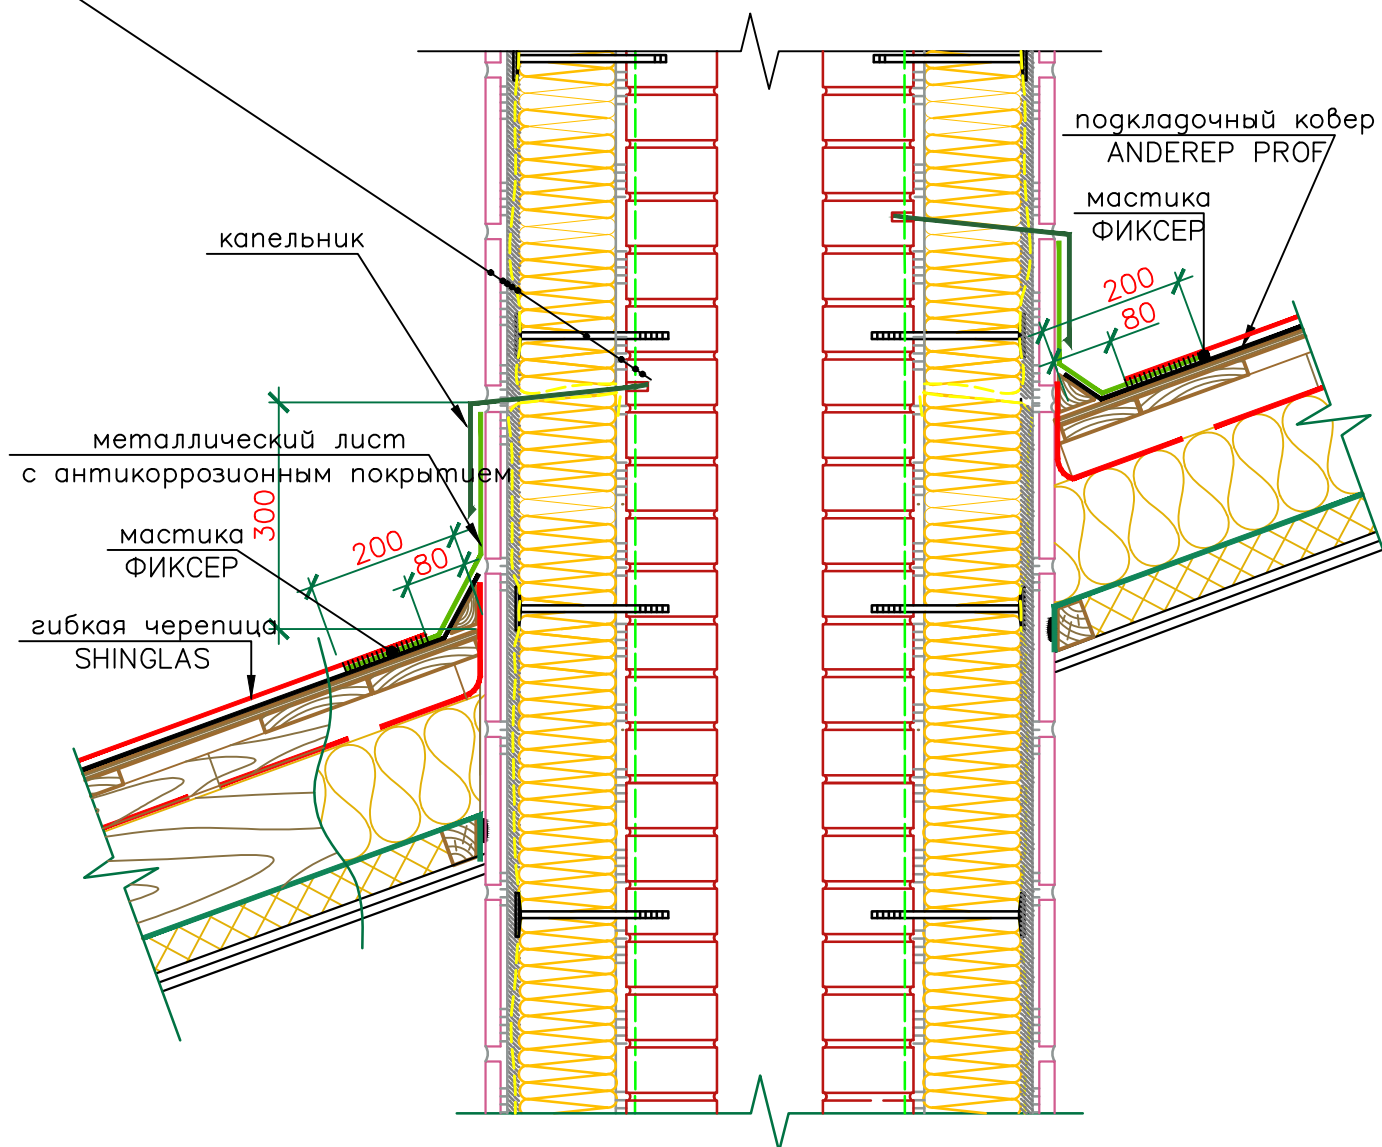 подкладочный ковер
ANDEREP PROF
мастика
ФИКСЕР
200
80
капельник
металлический лист
с антикоррозионным покрытием
300
мастика
ФИКСЕР
200
80
гибкая черепица
SHINGLAS